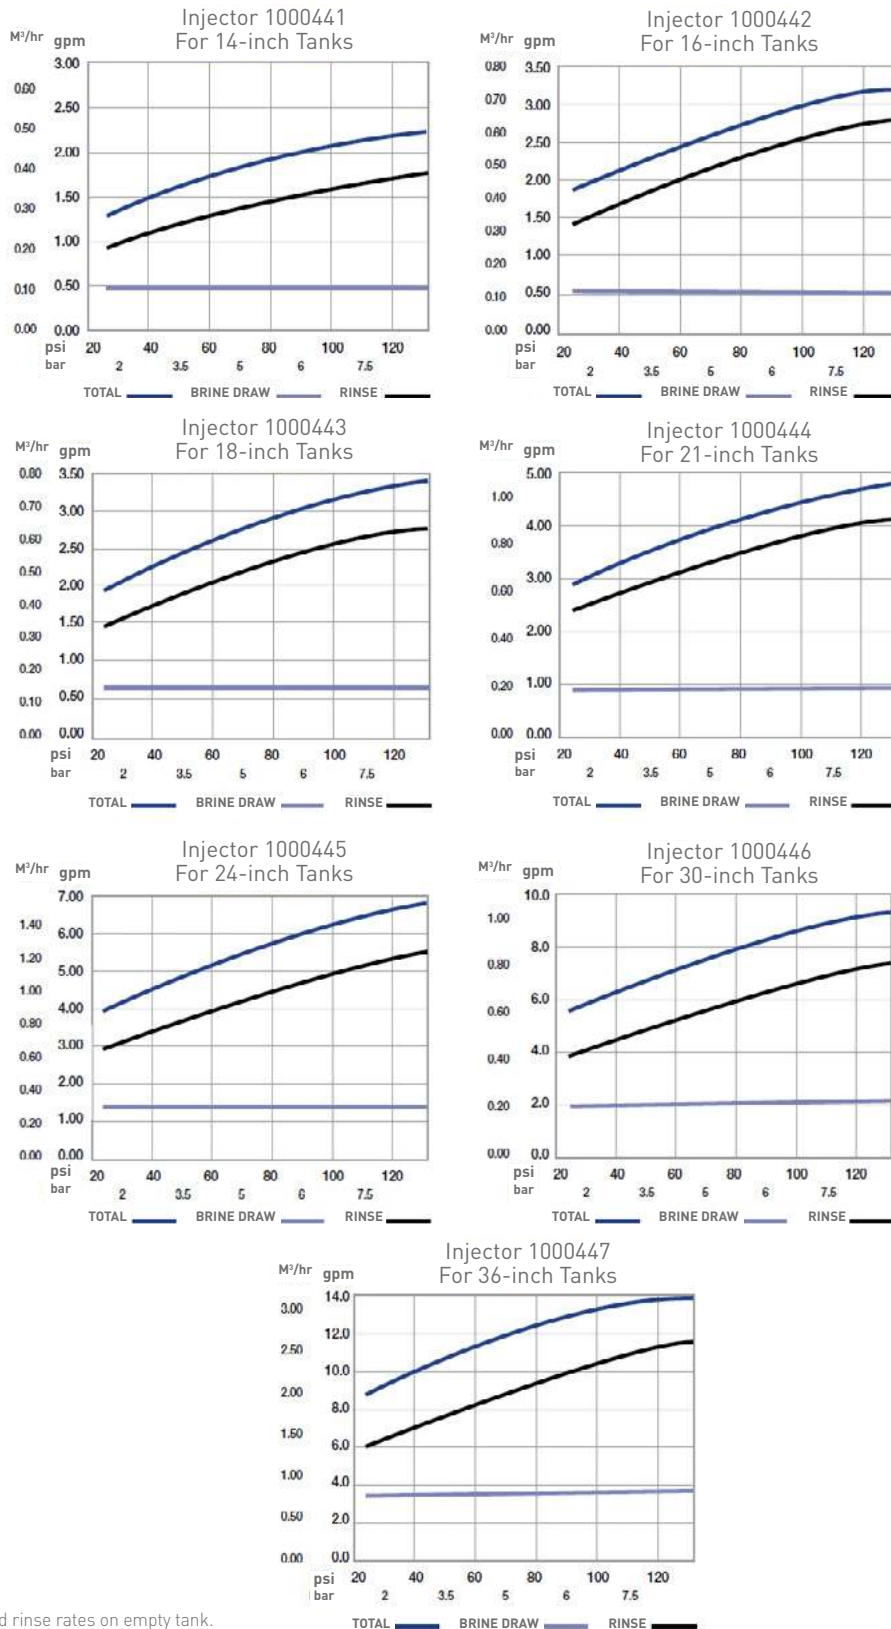 Injector 1000441
For 14-inch Tanks
M³/hr gpm
3.00
0.60
2.50
0.50
2.00
0.40
1.50
0.30
1.00
0.20
0.50
0.10
0.00 0.00
psi 20 40 60 80 100 120
bar 2 3.5 5 6 7.5
TOTAL BRINE DRAW RINSE
Injector 1000442
For 16-inch Tanks
M³/hr gpm
0.80 3.50
0.70 3.00
0.60
2.50
0.50
2.00
0.40
1.50
0.30
1.00
0.20
0.50
0.10
0.00 0.00
psi 20 40 60 80 100 120
bar 2 3.5 5 6 7.5
TOTAL BRINE DRAW RINSE
Injector 1000443
For 18-inch Tanks
M³/hr gpm
0.80 3.50
0.70 3.00
0.60
2.50
0.50
2.00
0.40
1.50
0.30
1.00
0.20
0.50
0.10
0.00 0.00
psi 20 40 60 80 100 120
bar 2 3.5 5 6 7.5
TOTAL BRINE DRAW RINSE
Injector 1000444
For 21-inch Tanks
M³/hr gpm
5.00
1.00
4.00
0.80
3.00
0.60
2.00
0.40
0.20 1.00
0.00 0.00
psi 20 40 60 80 100 120
bar 2 3.5 5 6 7.5
TOTAL BRINE DRAW RINSE
Injector 1000445
For 24-inch Tanks
M³/hr gpm
7.00
1.40
6.00
1.20
5.00
1.00
4.00
0.80
3.00
0.60
2.00
0.40
0.20 1.00
0.00 0.00
psi 20 40 60 80 100 120
bar 2 3.5 5 6 7.5
TOTAL BRINE DRAW RINSE
Injector 1000446
For 30-inch Tanks
M³/hr gpm
10.0
1.00
8.0
0.80
6.0
0.60
4.0
0.40
0.20 2.0
0.00 0.0
psi 20 40 60 80 100 120
bar 2 3.5 5 6 7.5
TOTAL BRINE DRAW RINSE
Injector 1000447
For 36-inch Tanks
M³/hr gpm
14.0
3.00
12.0
2.50
10.0
2.00
8.0
1.50
6.0
1.00
4.0
0.50 2.0
0.00 0.0
psi 20 40 60 80 100 120
bar 2 3.5 5 6 7.5
d rinse rates on empty tank.
TOTAL BRINE DRAW RINSE